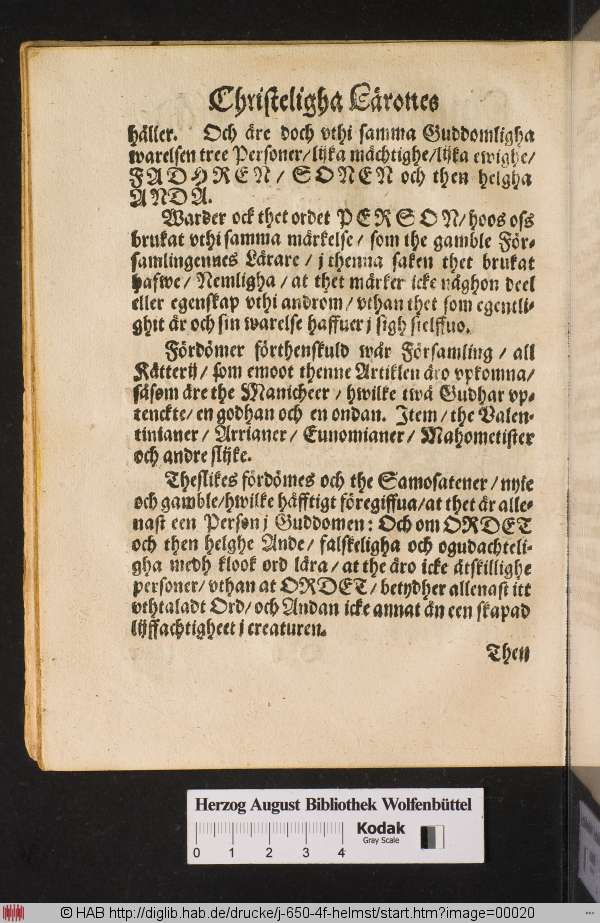 Christeligha Lärones
håller. Och äre doch vthi samma Guddomligha
warelsen tree Personer/lijka mächtighe/lijka ewighe/
FADHREN/ SONEN och then helgha
ANDA.
Warder ock thet ordet PERSON/hoos oss
brukat vthi samma märkelse/ som the gamble För-
samlingennes Lärare/ j thenna saken thet brukat
hafwe/ Nemligha/ at thet märker icke någhon deel
eller egenskap vthi androm/ vthan thet som egentli-
ghit är och sin warelse haffuer j sigh sielffuo.
Fördömer förthenskuld wår Församling/ all
Kätterij/ som emoot thenne Artiklen äro vpkomna/
såsom äre the Manicheer/ hwilke twå Gudhar vp-
tenckte/ en godhan och en ondan. Item/ the Valen-
tinianer/ Arrianer/ Eunomianer/ Mahometister
och andre slijke.
Theslikes fördömes och the Samosatener/ nyie
och gamble/hwilke häfftigt föregiffua/at thet är alle-
nast een Person j Guddomen: Och om ORDET
och then helghe Ande/ falskeligha och ogudachteli-
gha medh klook ord lära/ at the äro icke åtskillighe
personer/ vthan at ORDET/ betydher allenast itt
vthtaladt Ord/ och Andan icke annat än een skapad
lijffachtigheet j creaturen.
Then
Herzog August Bibliothek Wolfenbüttel
0 1 2 3 4
Kodak
Gray Scale
© HAB http://diglib.hab.de/drucke/j-650-4f-helmst/start.htm?image=00020